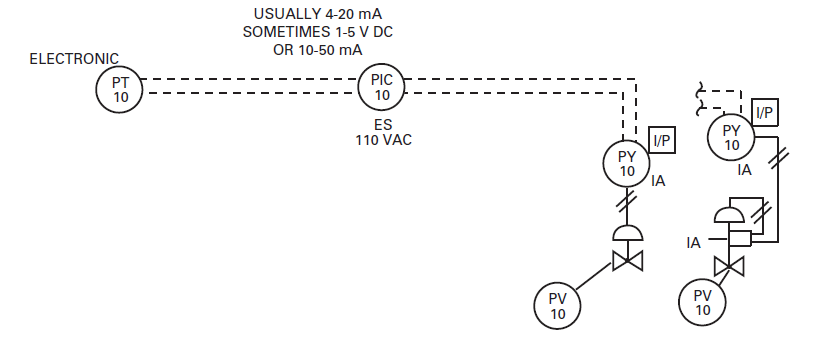 USUALLY 4-20 mA
SOMETIMES 1-5 V DC
OR 10-50 mA
ELECTRONIC
PT
10
PIC
10
ES
110 VAC
I/P
PY
10
IA
PV
10
I/P
PY
10
IA
IA
PV
10